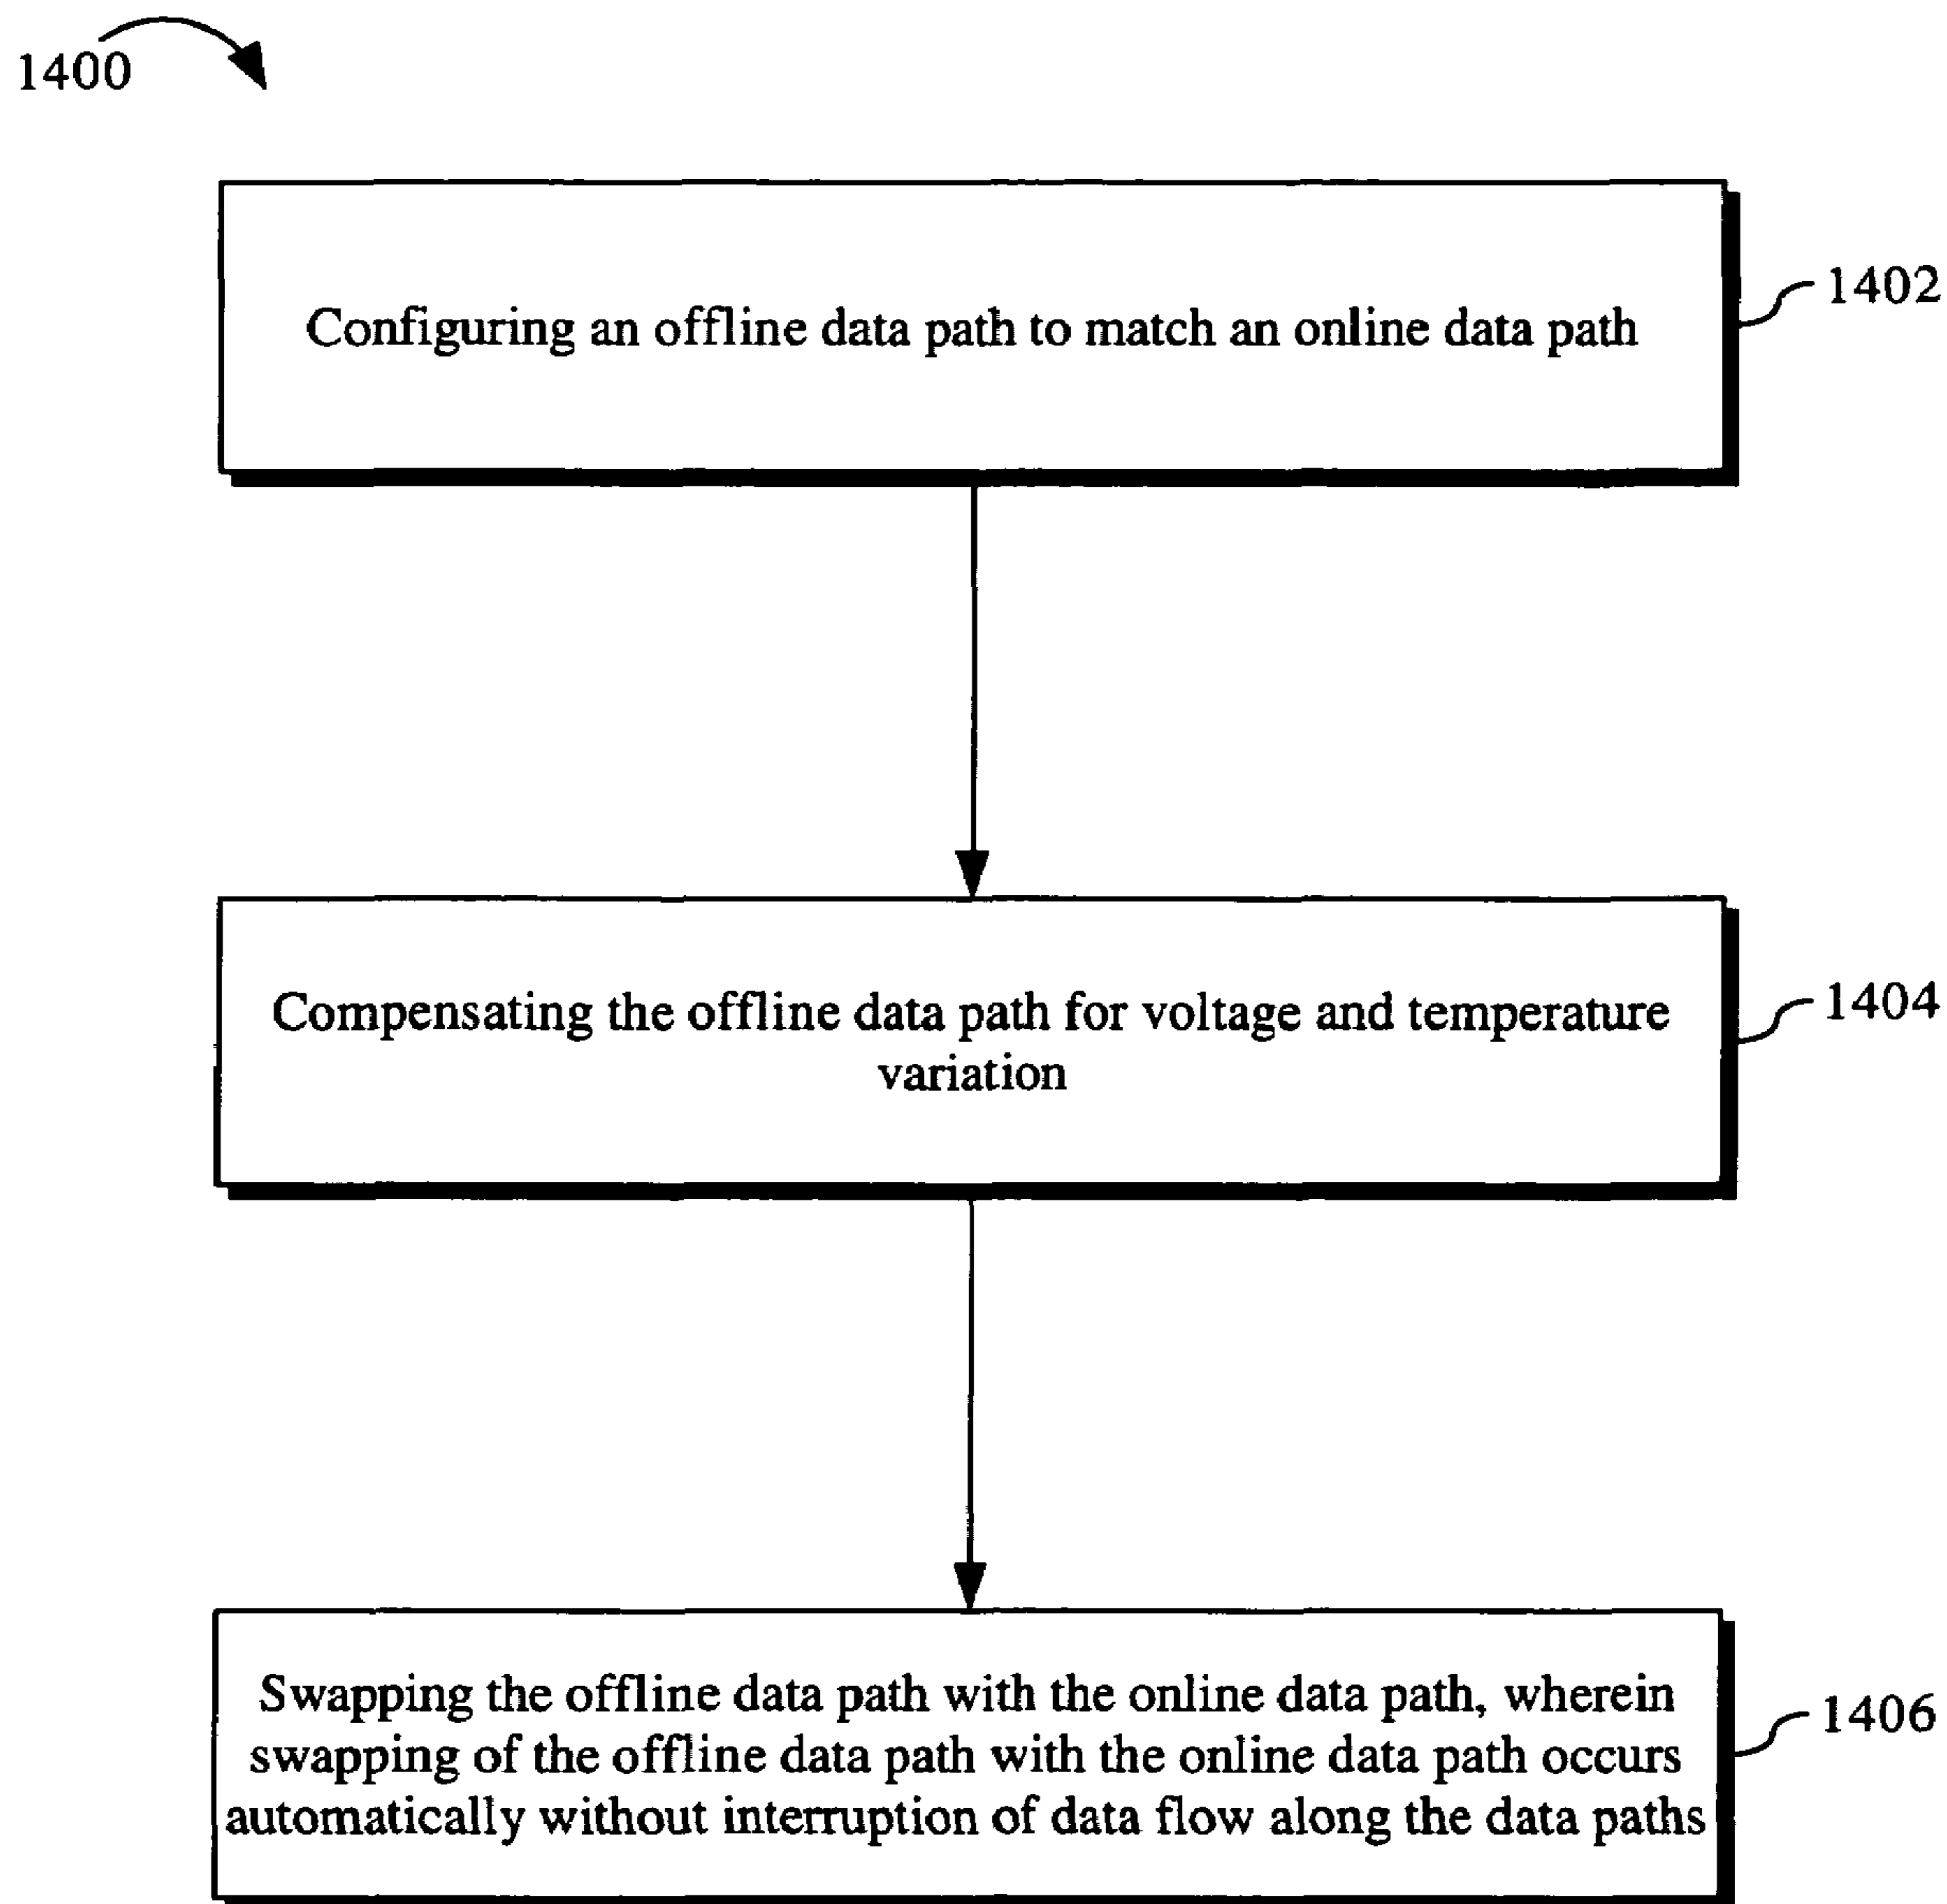 1400
Configuring an offline data path to match an online data path
1402
Compensating the offline data path for voltage and temperature
variation
1404
Swapping the offline data path with the online data path, wherein
swapping of the offline data path with the online data path occurs
automatically without interruption of data flow along the data paths
1406